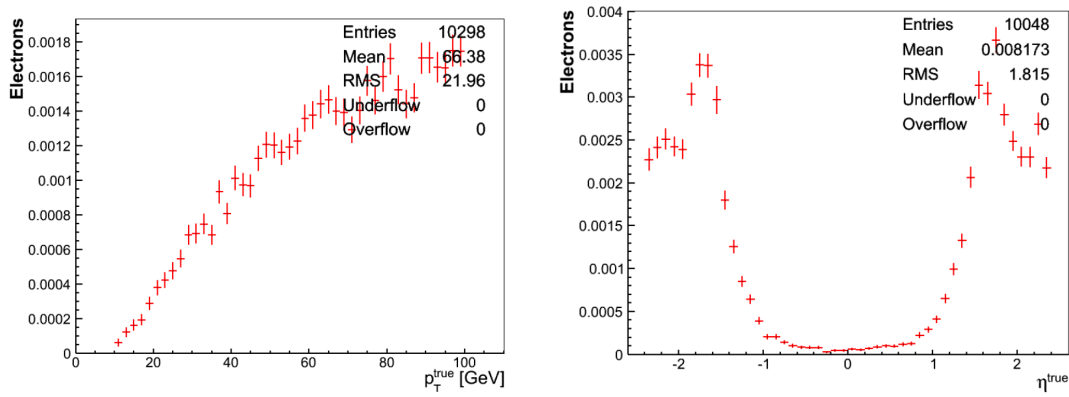 Electrons
0.0018
0.0016
0.0014
0.0012
0.001
0.0008
0.0006
0.0004
0.0002
0
Entries 10298
Mean 66.38
RMS 21.96
Underflow 0
Overflow 0
0 20 40 60 80 100
p_T^true [GeV]
Electrons
0.004
0.0035
0.003
0.0025
0.002
0.0015
0.001
0.0005
0
Entries 10048
Mean 0.008173
RMS 1.815
Underflow 0
Overflow 0
-2 -1 0 1 2
η^true